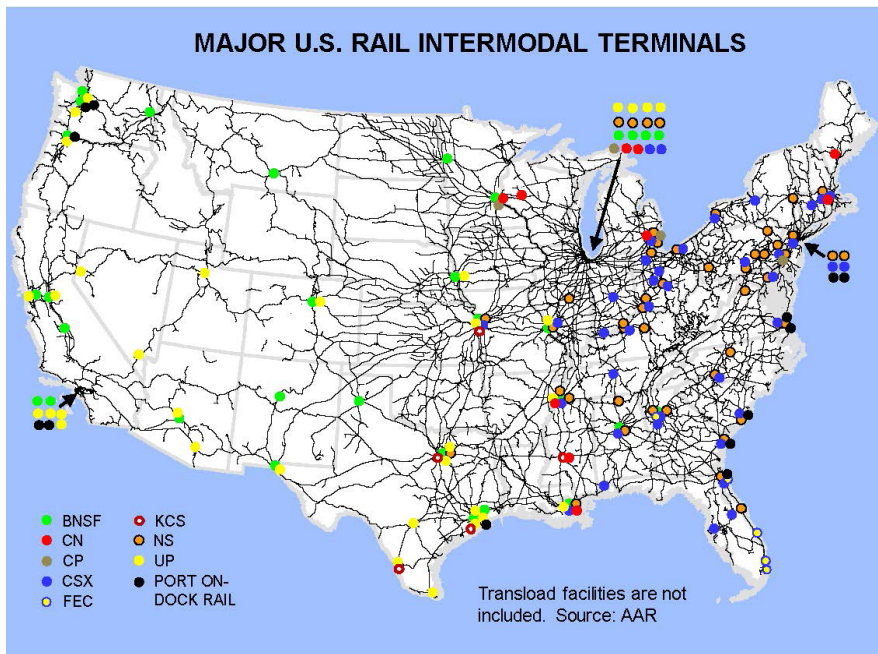 MAJOR U.S. RAIL INTERMODAL TERMINALS
BNSF
CN
CP
CSX
FEC
KCS
NS
UP
PORT ON-
DOCK RAIL
Transload facilities are not
included. Source: AAR